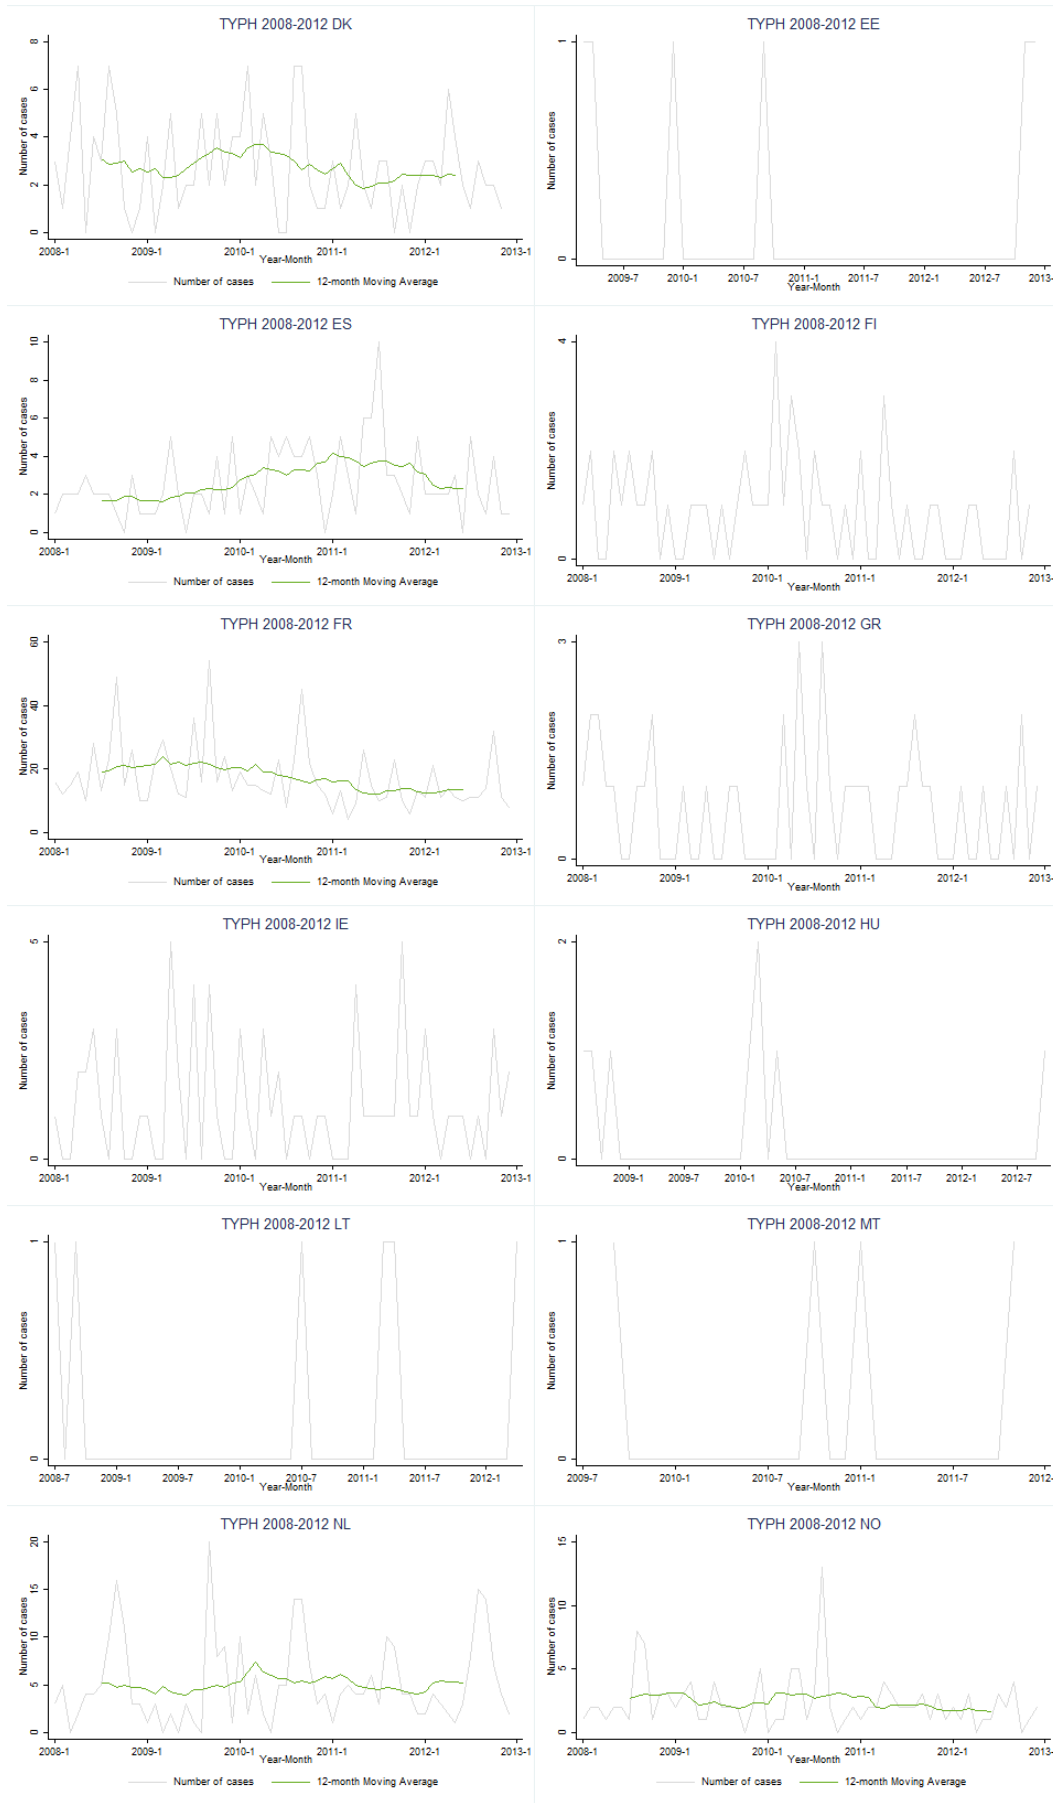 TYPH 2008-2012 DK
Number of cases
8
6
4
2
0
2008-1 2009-1 2010-1 2011-1 2012-1 2013-1
Year-Month
Number of cases 12-month Moving Average
TYPH 2008-2012 EE
Number of cases
1
0
2009-7 2010-1 2010-7 2011-1 2011-7 2012-1 2012-7 2013-
Year-Month
TYPH 2008-2012 ES
Number of cases
10
8
6
4
2
0
2008-1 2009-1 2010-1 2011-1 2012-1 2013-1
Year-Month
Number of cases 12-month Moving Average
TYPH 2008-2012 FI
Number of cases
4
0
2008-1 2009-1 2010-1 2011-1 2012-1 2013-
Year-Month
TYPH 2008-2012 FR
Number of cases
60
40
20
0
2008-1 2009-1 2010-1 2011-1 2012-1 2013-1
Year-Month
Number of cases 12-month Moving Average
TYPH 2008-2012 GR
Number of cases
3
0
2008-1 2009-1 2010-1 2011-1 2012-1 2013-
Year-Month
TYPH 2008-2012 IE
Number of cases
5
0
2008-1 2009-1 2010-1 2011-1 2012-1 2013-1
Year-Month
TYPH 2008-2012 HU
Number of cases
2
0
2009-1 2009-7 2010-1 2010-7 2011-1 2011-7 2012-1 2012-7
Year-Month
TYPH 2008-2012 LT
Number of cases
1
0
2008-7 2009-1 2009-7 2010-1 2010-7 2011-1 2011-7 2012-1
Year-Month
TYPH 2008-2012 MT
Number of cases
1
0
2009-7 2010-1 2010-7 2011-1 2011-7 2012-
Year-Month
TYPH 2008-2012 NL
Number of cases
20
15
10
5
0
2008-1 2009-1 2010-1 2011-1 2012-1 2013-1
Year-Month
Number of cases 12-month Moving Average
TYPH 2008-2012 NO
Number of cases
15
10
5
0
2008-1 2009-1 2010-1 2011-1 2012-1 2013-
Year-Month
Number of cases 12-month Moving Average